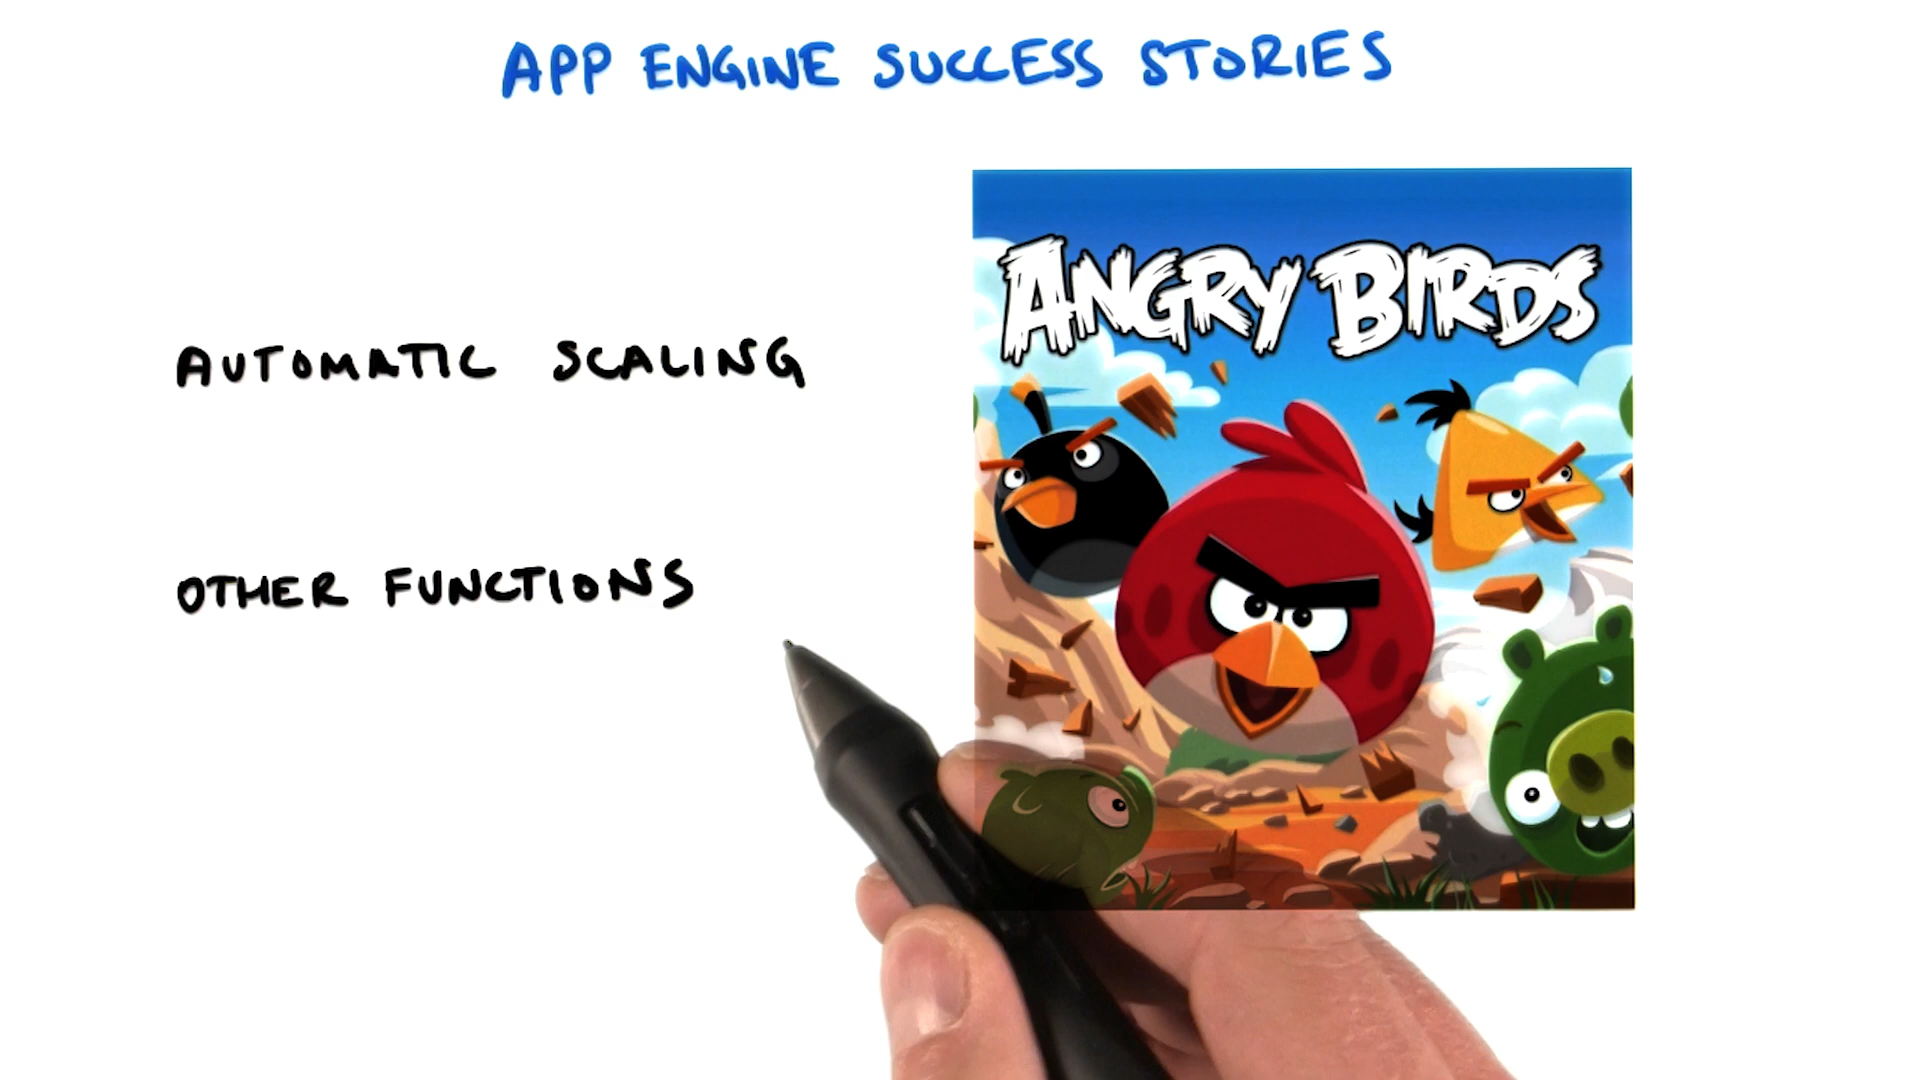 APP ENGINE SUCCESS STORIES
AUTOMATIC SCALING
OTHER FUNCTIONS
ANGRY BIRDS